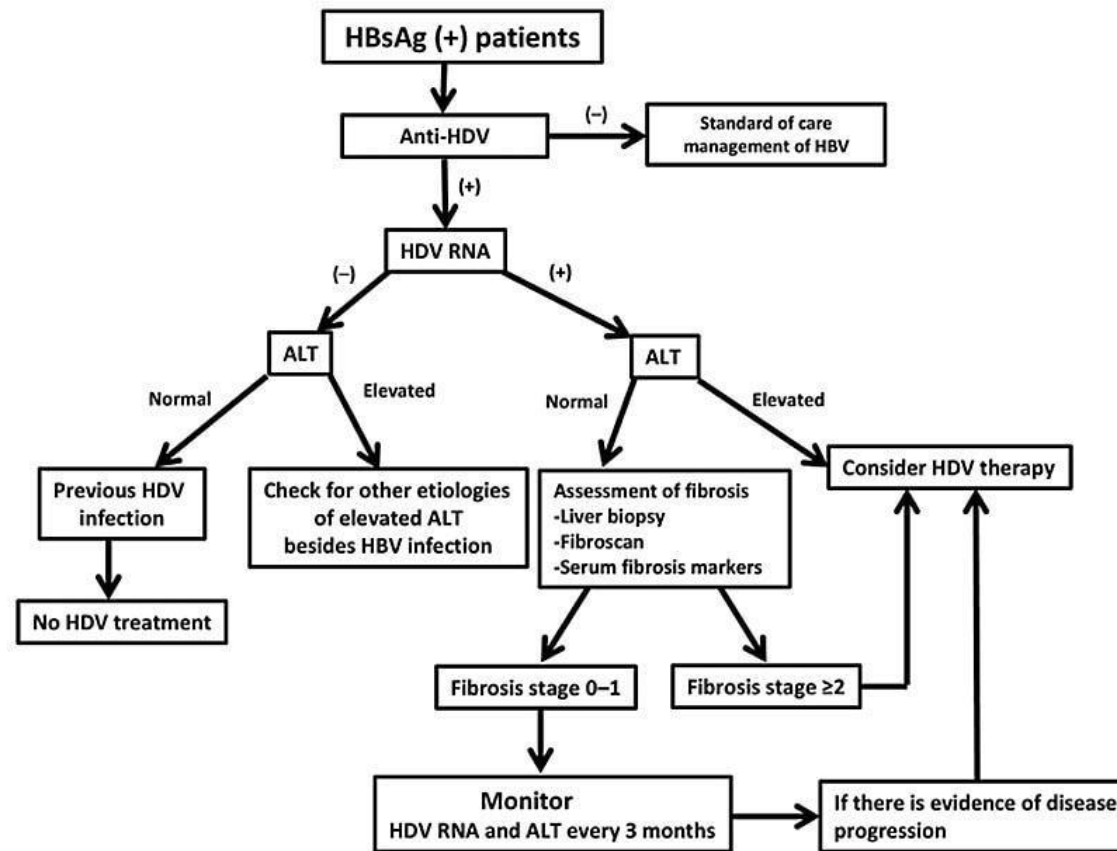 HBsAg (+) patients
Anti-HDV
(–)
Standard of care
management of HBV
(+)
HDV RNA
(–)
(+)
ALT
ALT
Normal
Elevated
Normal
Elevated
Previous HDV
infection
Check for other etiologies
of elevated ALT
besides HBV infection
Assessment of fibrosis
-Liver biopsy
-Fibroscan
-Serum fibrosis markers
Consider HDV therapy
No HDV treatment
Fibrosis stage 0–1
Fibrosis stage ≥2
Monitor
HDV RNA and ALT every 3 months
If there is evidence of disease
progression